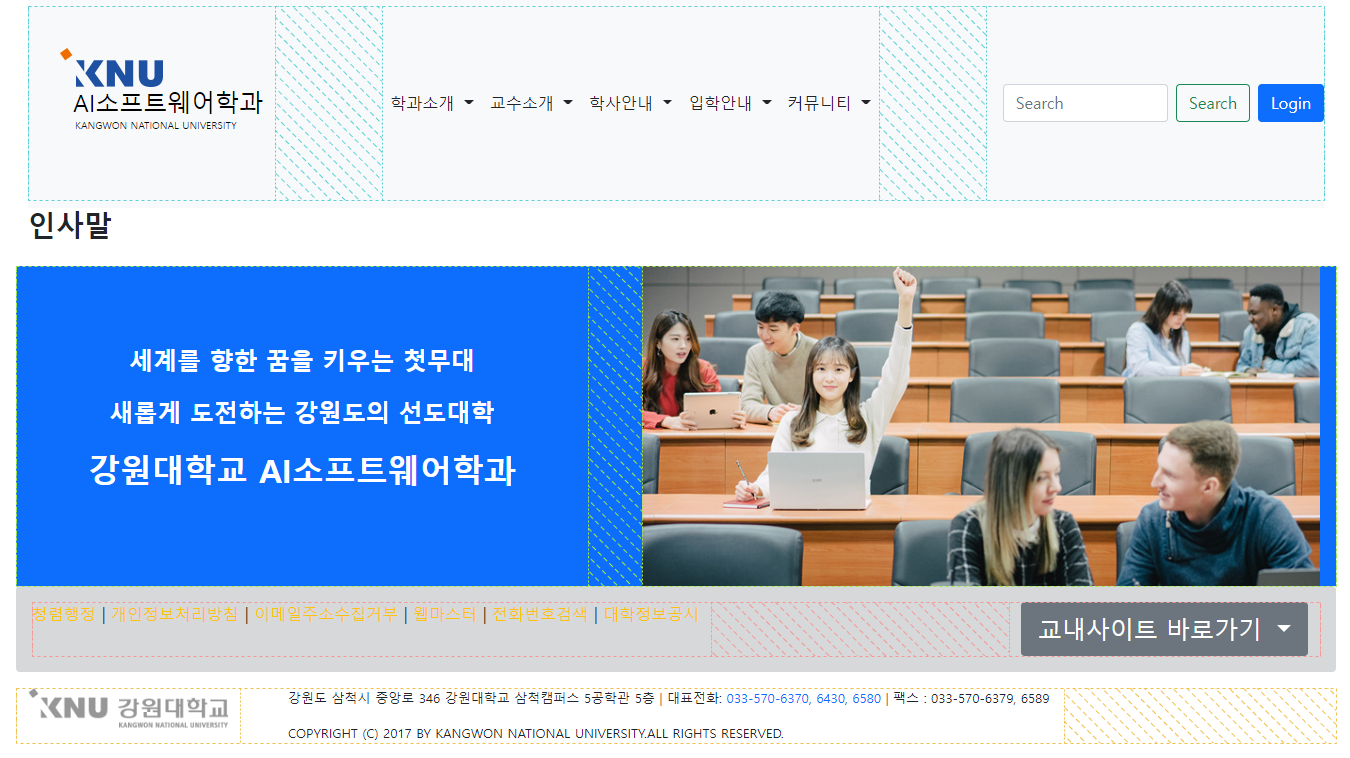 KNU
AI소프트웨어학과
KANGWON NATIONAL UNIVERSITY
학과소개 교수소개 학사안내 입학안내 커뮤니티
Search Search Login
인사말
세계를 향한 꿈을 키우는 첫무대
새롭게 도전하는 강원도의 선도대학
강원대학교 AI소프트웨어학과
청렴행정 | 개인정보처리방침 | 이메일주소수집거부 | 웹마스터 | 전화번호검색 | 대학정보공시
교내사이트 바로가기
KNU 강원대학교
KANGWON NATIONAL UNIVERSITY
강원도 삼척시 중앙로 346 강원대학교 삼척캠퍼스 5공학관 5층 | 대표전화: 033-570-6370, 6430, 6580 | 팩스 : 033-570-6379, 6589
COPYRIGHT (C) 2017 BY KANGWON NATIONAL UNIVERSITY.ALL RIGHTS RESERVED.